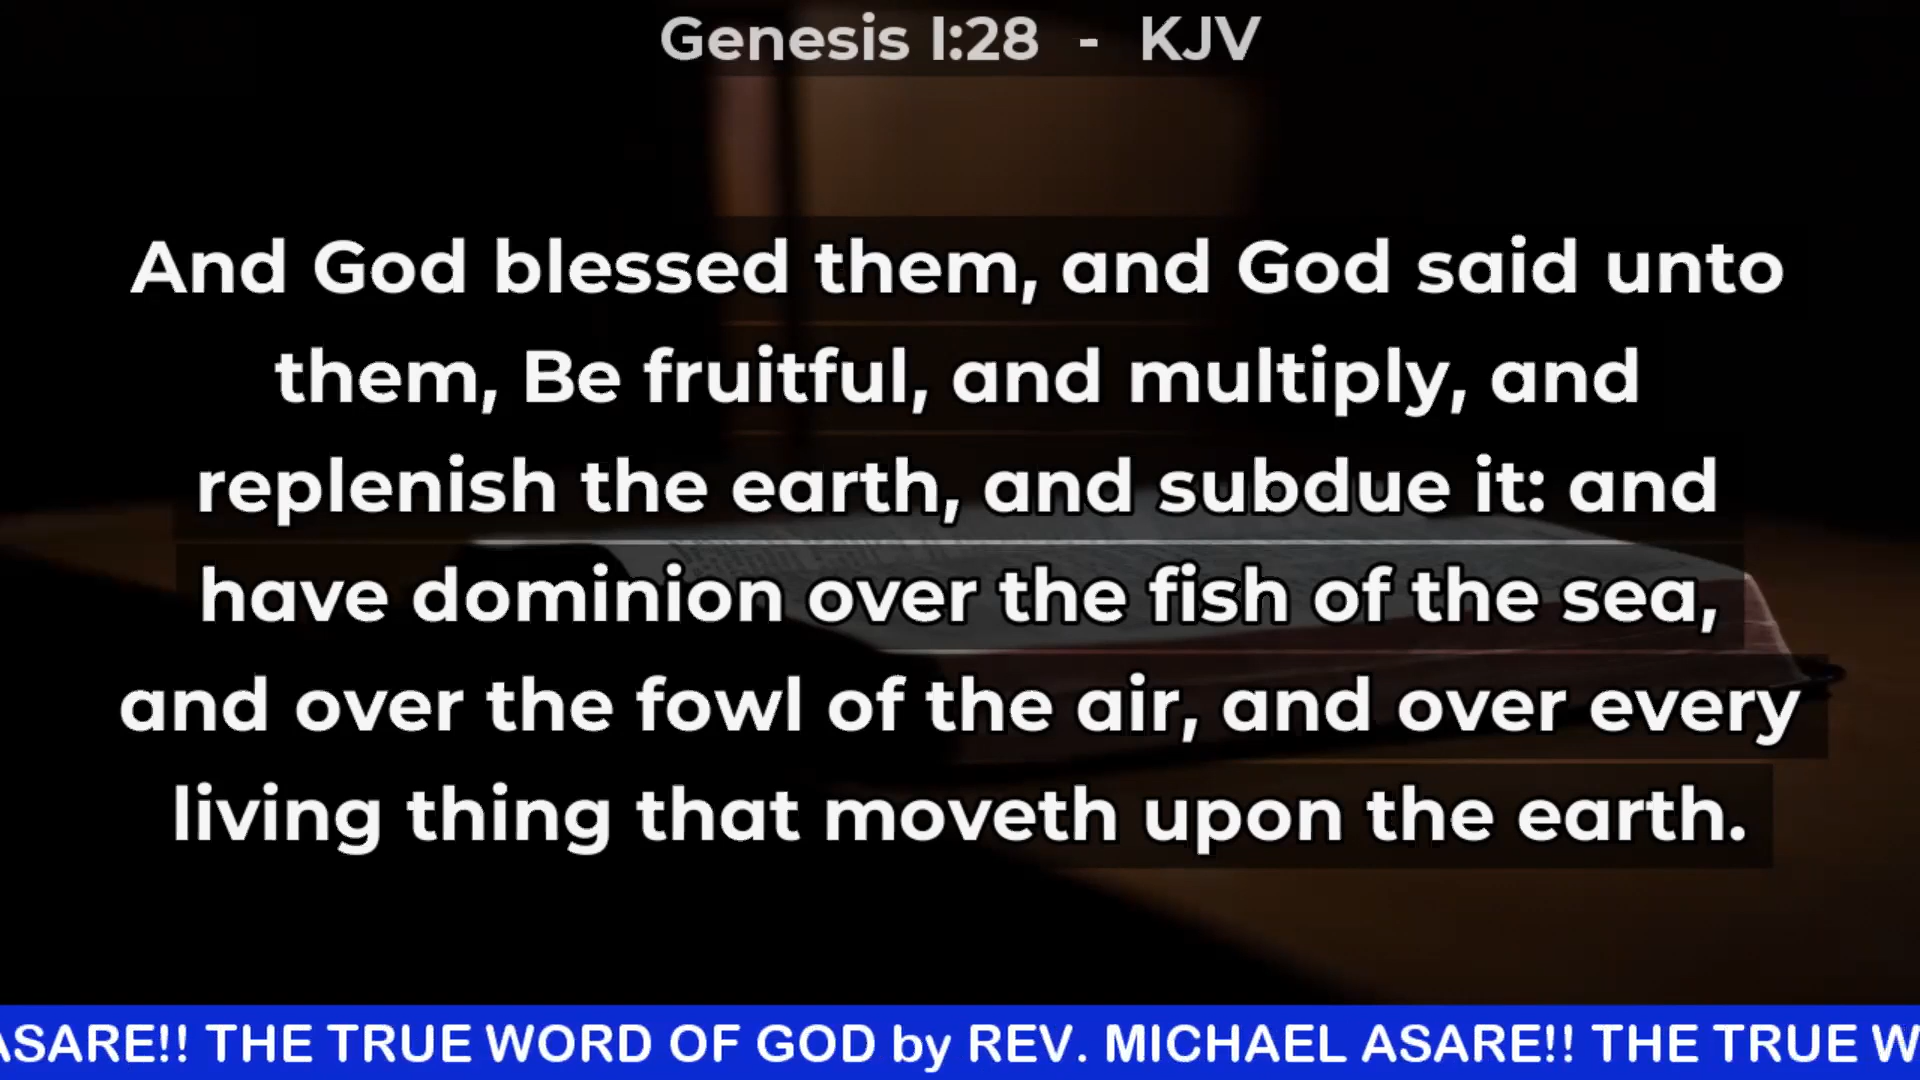 Genesis 1:28 - KJV
And God blessed them, and God said unto
them, Be fruitful, and multiply, and
replenish the earth, and subdue it: and
have dominion over the fish of the sea,
and over the fowl of the air, and over every
living thing that moveth upon the earth.
ASARE!! THE TRUE WORD OF GOD by REV. MICHAEL ASARE!! THE TRUE W